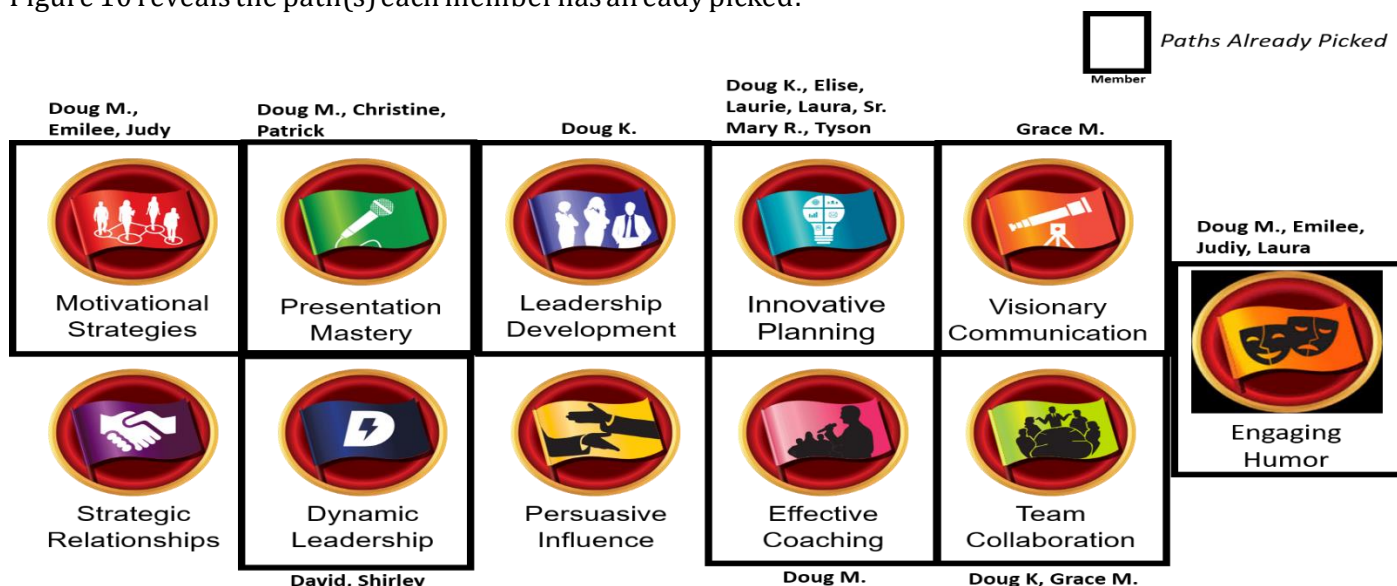 Figure 10 reveals the path(s) each member has already picked.
Paths Already Picked
Member
Doug M.,
Emilee, Judy
Doug M., Christine,
Patrick
Doug K.
Doug K., Elise,
Laurie, Laura, Sr.
Mary R., Tyson
Grace M.
Doug M., Emilee,
Judiy, Laura
Motivational
Strategies
Presentation
Mastery
Leadership
Development
Innovative
Planning
Visionary
Communication
Engaging
Humor
D
Strategic
Relationships
Dynamic
Leadership
Persuasive
Influence
Effective
Coaching
Team
Collaboration
David, Shirley
Doug M.
Doug K, Grace M.